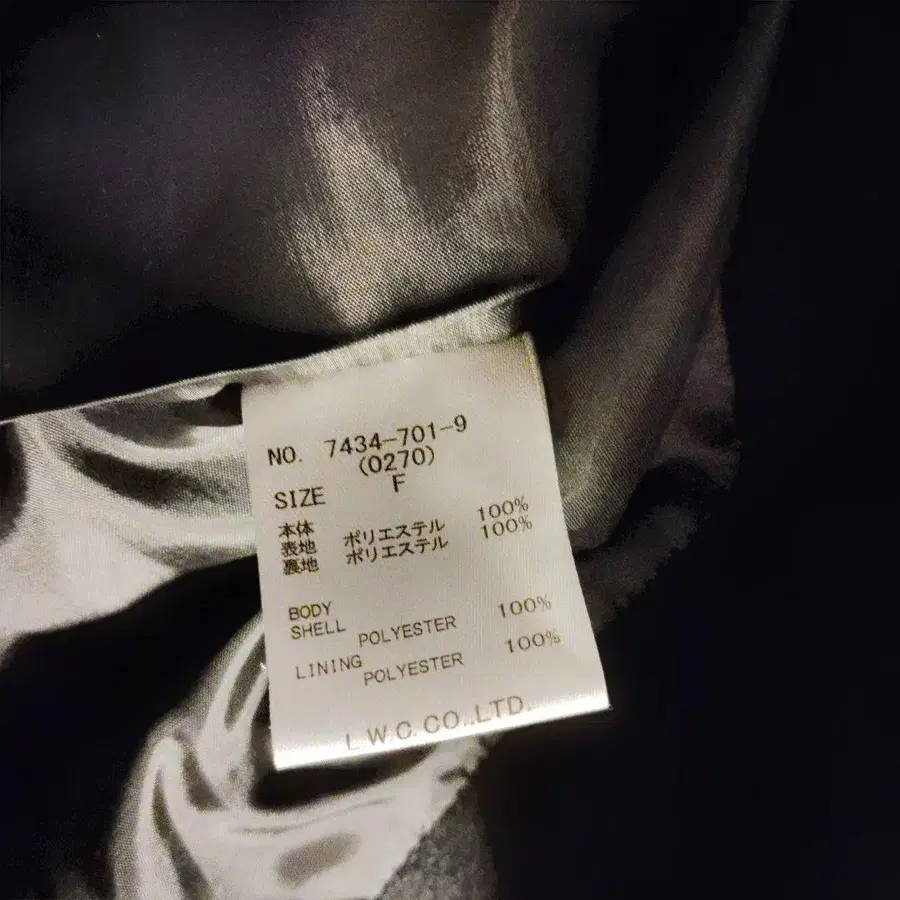 NO. 7434-701-9
(0270)
SIZE F
本体
表地 ポリエステル 100%
裏地 ポリエステル 100%
BODY
SHELL POLYESTER 100%
LINING POLYESTER 100%
L.W.C.CO.,LTD.